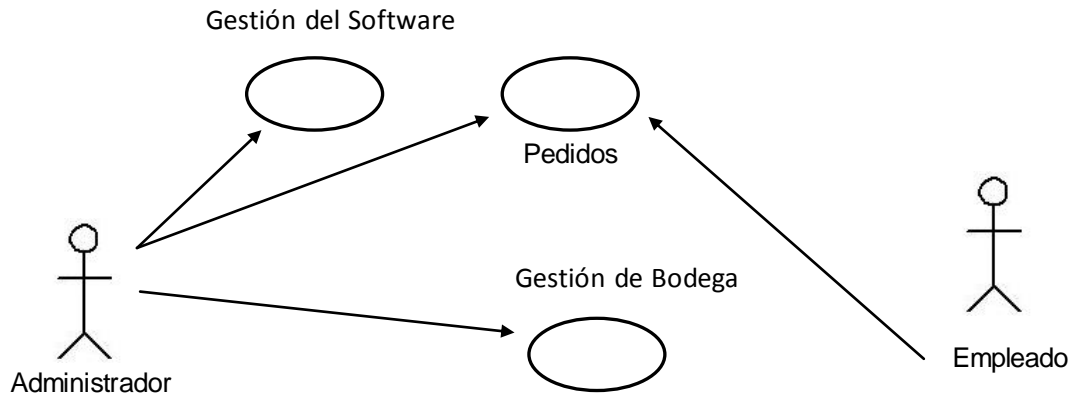 Gestión del Software
Pedidos
Gestión de Bodega
Empleado
Administrador